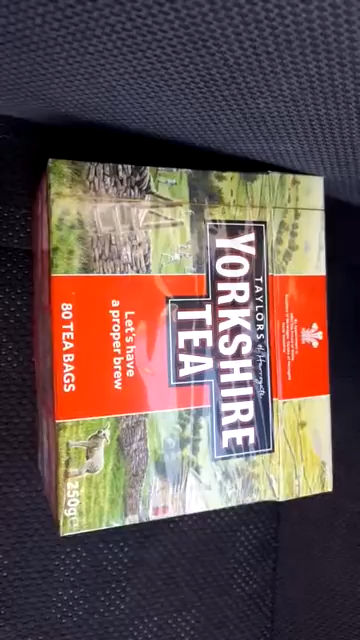 TAYLORS of Harrogate
YORKSHIRE
TEA
Let's have
a proper brew
80 TEA BAGS
250g e